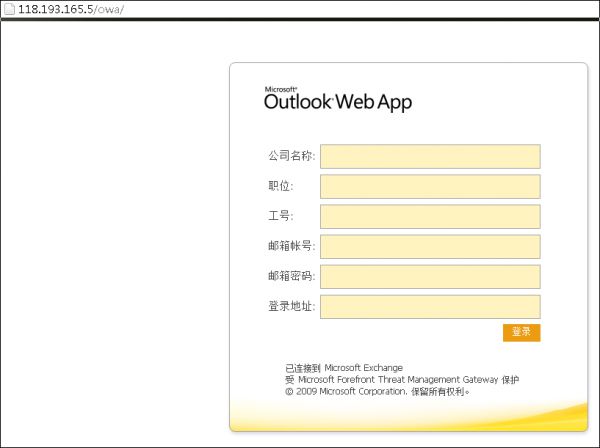 118.193.165.5/owa/
Microsoft®
Outlook® Web App
公司名称:
职位:
工号:
邮箱帐号:
邮箱密码:
登录地址:
登录
已连接到 Microsoft Exchange
受 Microsoft Forefront Threat Management Gateway 保护
© 2009 Microsoft Corporation. 保留所有权利。